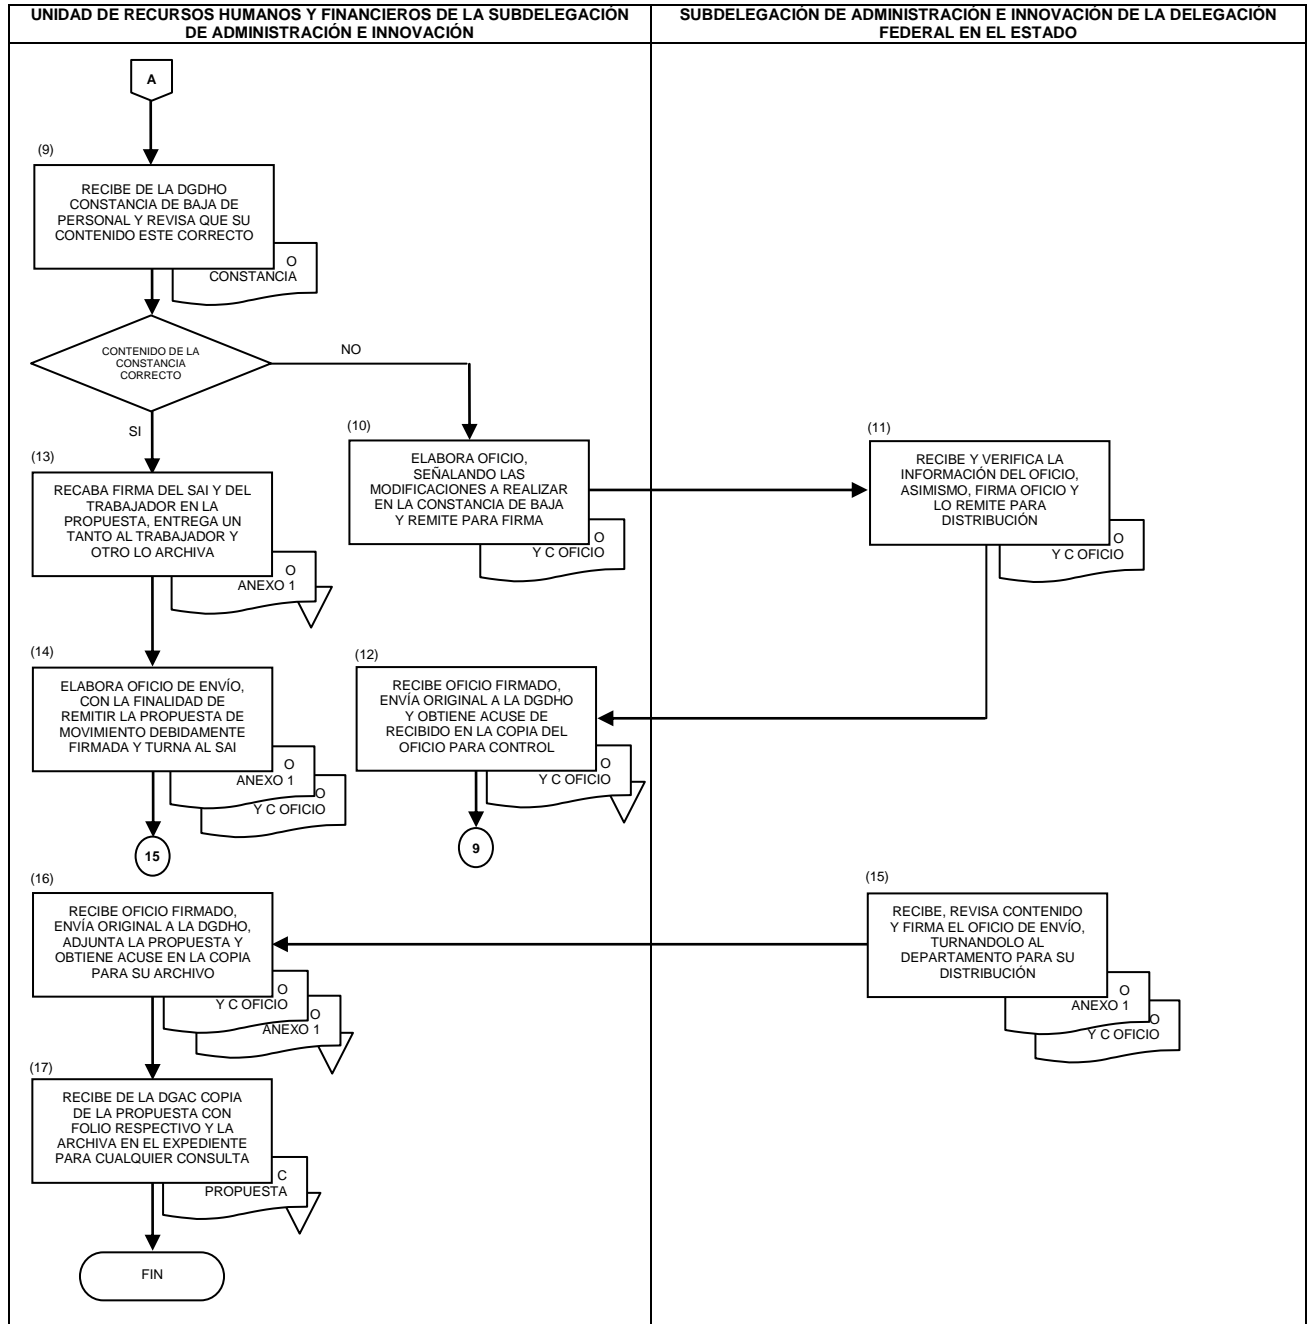 UNIDAD DE RECURSOS HUMANOS Y FINANCIEROS DE LA SUBDELEGACIÓN
DE ADMINISTRACIÓN E INNOVACIÓN
SUBDELEGACIÓN DE ADMINISTRACIÓN E INNOVACIÓN DE LA DELEGACIÓN
FEDERAL EN EL ESTADO
A
(9)
RECIBE DE LA DGDHO
CONSTANCIA DE BAJA DE
PERSONAL Y REVISA QUE SU
CONTENIDO ESTE CORRECTO
O
CONSTANCIA
CONTENIDO DE LA
CONSTANCIA
CORRECTO
NO
SI
(10)
ELABORA OFICIO,
SEÑALANDO LAS
MODIFICACIONES A REALIZAR
EN LA CONSTANCIA DE BAJA
Y REMITE PARA FIRMA
O
Y C OFICIO
(11)
RECIBE Y VERIFICA LA
INFORMACIÓN DEL OFICIO,
ASIMISMO, FIRMA OFICIO Y
LO REMITE PARA
DISTRIBUCIÓN
O
Y C OFICIO
(13)
RECABA FIRMA DEL SAI Y DEL
TRABAJADOR EN LA
PROPUESTA, ENTREGA UN
TANTO AL TRABAJADOR Y
OTRO LO ARCHIVA
O
ANEXO 1
(14)
ELABORA OFICIO DE ENVÍO,
CON LA FINALIDAD DE
REMITIR LA PROPUESTA DE
MOVIMIENTO DEBIDAMENTE
FIRMADA Y TURNA AL SAI
O
ANEXO 1
O
Y C OFICIO
15
(12)
RECIBE OFICIO FIRMADO,
ENVÍA ORIGINAL A LA DGDHO
Y OBTIENE ACUSE DE
RECIBIDO EN LA COPIA DEL
OFICIO PARA CONTROL
O
Y C OFICIO
9
(16)
RECIBE OFICIO FIRMADO,
ENVÍA ORIGINAL A LA DGDHO,
ADJUNTA LA PROPUESTA Y
OBTIENE ACUSE EN LA COPIA
PARA SU ARCHIVO
O
Y C OFICIO
O
ANEXO 1
(15)
RECIBE, REVISA CONTENIDO
Y FIRMA EL OFICIO DE ENVÍO,
TURNANDOLO AL
DEPARTAMENTO PARA SU
DISTRIBUCIÓN
O
ANEXO 1
O
Y C OFICIO
(17)
RECIBE DE LA DGAC COPIA
DE LA PROPUESTA CON
FOLIO RESPECTIVO Y LA
ARCHIVA EN EL EXPEDIENTE
PARA CUALQUIER CONSULTA
C
PROPUESTA
FIN